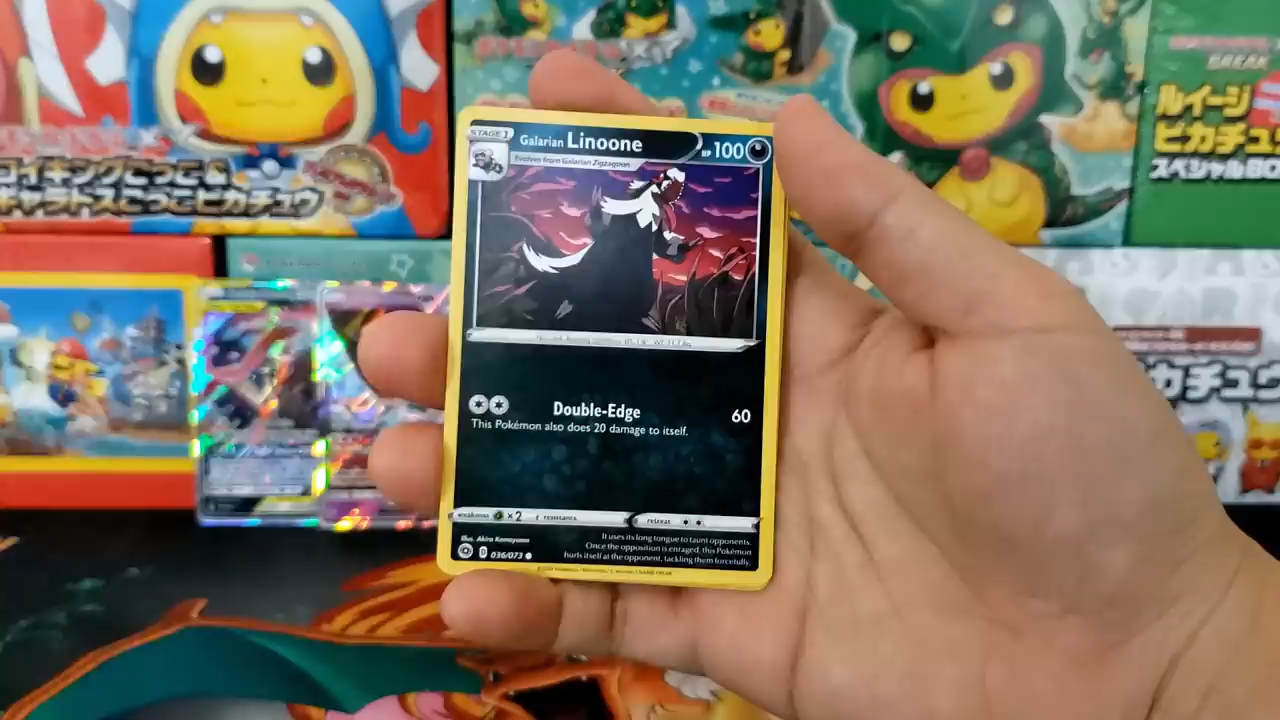 BREAK
ルイージ
ピカチュウ
スペシャルBO
コイキングごっこ&
ギャラドスごっこピカチュウ
カチュウ
STAGE 1
Galarian Linoone
HP 100
Evolves from Galarian Zigzagoon
Double-Edge 60
This Pokémon also does 20 damage to itself.
weakness ×2 resistance retreat
Illus. Akira Komayama
036/073
It uses its long tongue to taunt opponents.
Once the opposition is enraged, this Pokémon
hurls itself at the opponent, tackling them forcefully.